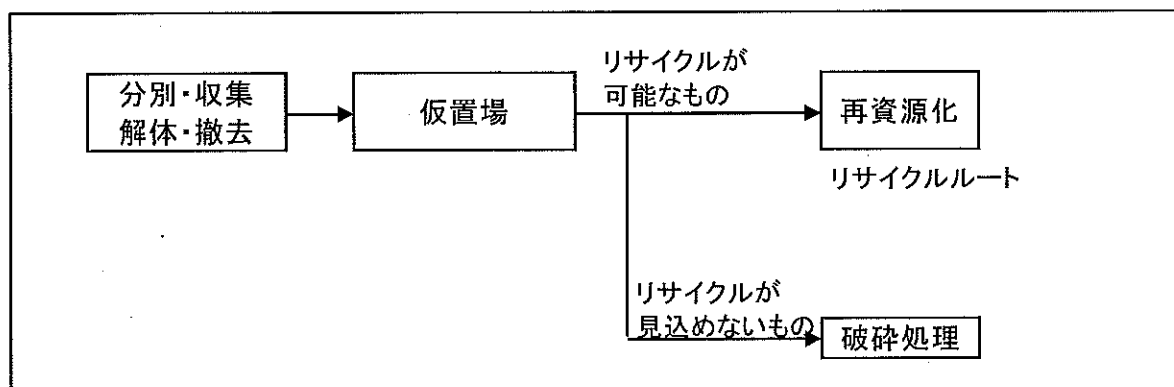 分別・収集
解体・撤去
仮置場
リサイクルが
可能なもの
再資源化
リサイクルルート
リサイクルが
見込めないもの
破砕処理